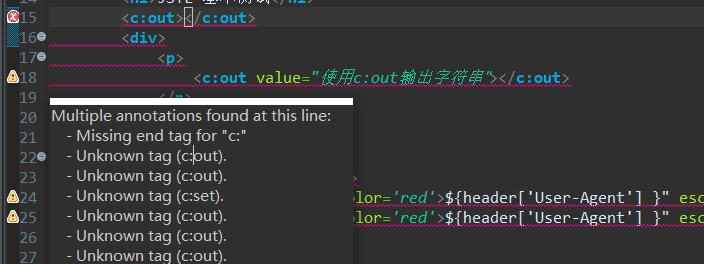 15 <c:out></c:out>
16 <div>
17 <p>
18 <c:out value="使用c:out输出字符串"></c:out>
19
20 Multiple annotations found at this line:
21 - Missing end tag for "c:"
22 - Unknown tag (c:out).
23 - Unknown tag (c:out).
24 - Unknown tag (c:set). olor='red'>${header['User-Agent'] }" esc
25 - Unknown tag (c:out). olor='red'>${header['User-Agent'] }" esc
26 - Unknown tag (c:out).
27 - Unknown tag (c:out).